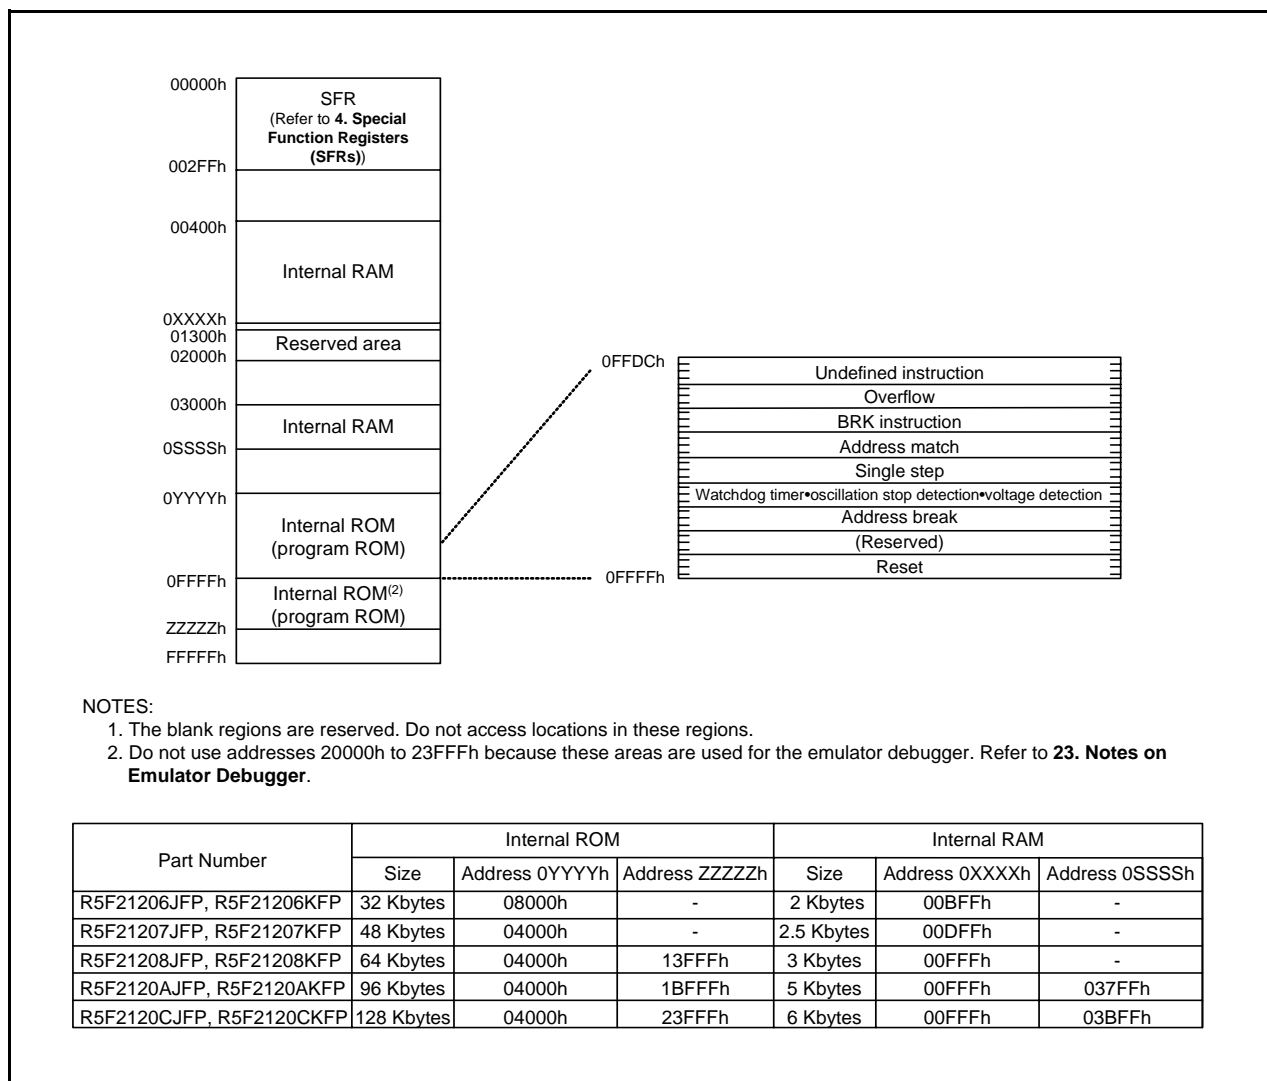 00000h
SFR
(Refer to 4. Special
Function Registers
(SFRs))
002FFh
00400h
Internal RAM
0XXXXh
01300h
Reserved area
02000h
03000h
Internal RAM
0SSSSh
0YYYYh
Internal ROM
(program ROM)
0FFFFh
Internal ROM(2)
(program ROM)
ZZZZZh
FFFFFh
0FFDCh
Undefined instruction
Overflow
BRK instruction
Address match
Single step
Watchdog timer•oscillation stop detection•voltage detection
Address break
(Reserved)
Reset
0FFFFh
NOTES:
1. The blank regions are reserved. Do not access locations in these regions.
2. Do not use addresses 20000h to 23FFFh because these areas are used for the emulator debugger. Refer to 23. Notes on
Emulator Debugger.
Part Number Internal ROM Internal RAM
Size Address 0YYYYh Address ZZZZZh Size Address 0XXXXh Address 0SSSSh
R5F21206JFP, R5F21206KFP 32 Kbytes 08000h - 2 Kbytes 00BFFh -
R5F21207JFP, R5F21207KFP 48 Kbytes 04000h - 2.5 Kbytes 00DFFh -
R5F21208JFP, R5F21208KFP 64 Kbytes 04000h 13FFFh 3 Kbytes 00FFFh -
R5F2120AJFP, R5F2120AKFP 96 Kbytes 04000h 1BFFFh 5 Kbytes 00FFFh 037FFh
R5F2120CJFP, R5F2120CKFP 128 Kbytes 04000h 23FFFh 6 Kbytes 00FFFh 03BFFh